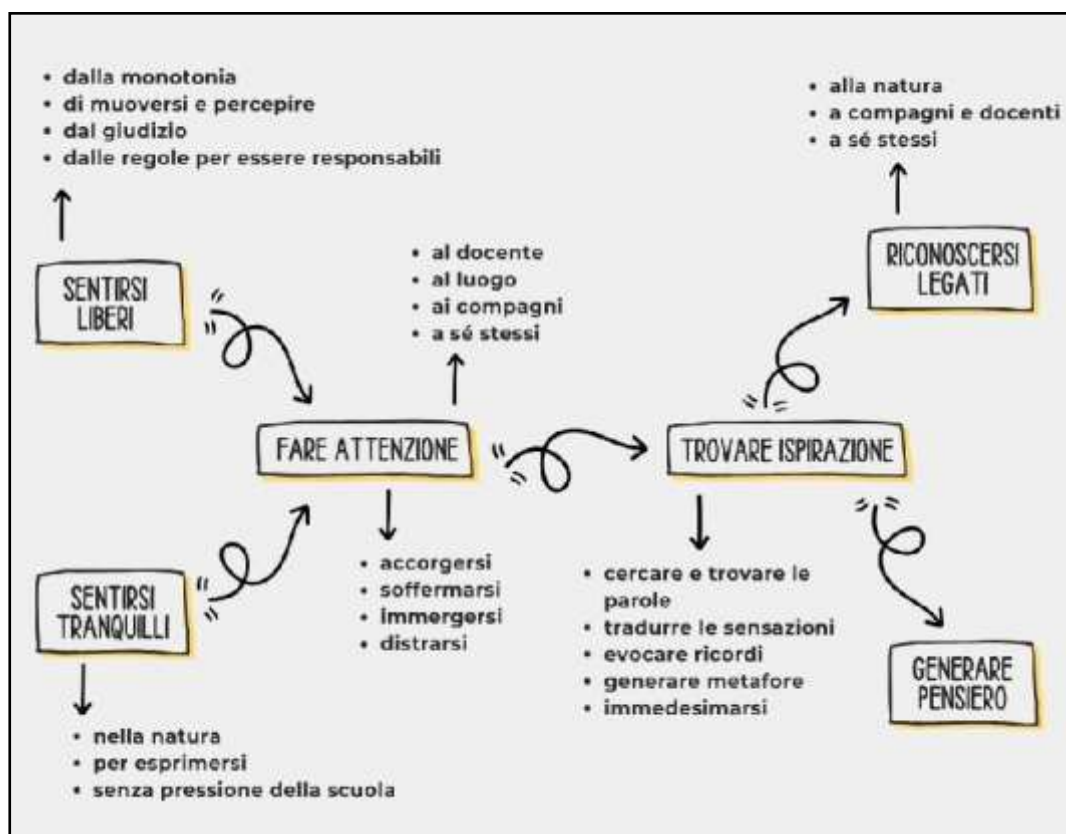 • dalla monotonia
• di muoversi e percepire
• dal giudizio
• dalle regole per essere responsabili
SENTIRSI
LIBERI
• al docente
• al luogo
• ai compagni
• a sé stessi
• alla natura
• a compagni e docenti
• a sé stessi
RICONOSCERSI
LEGATI
FARE ATTENZIONE
TROVARE ISPIRAZIONE
SENTIRSI
TRANQUILLI
• accorgersi
• soffermarsi
• immergersi
• distrarsi
• cercare e trovare le
parole
• tradurre le sensazioni
• evocare ricordi
• generare metafore
• immedesimarsi
GENERARE
PENSIERO
• nella natura
• per esprimersi
• senza pressione della scuola